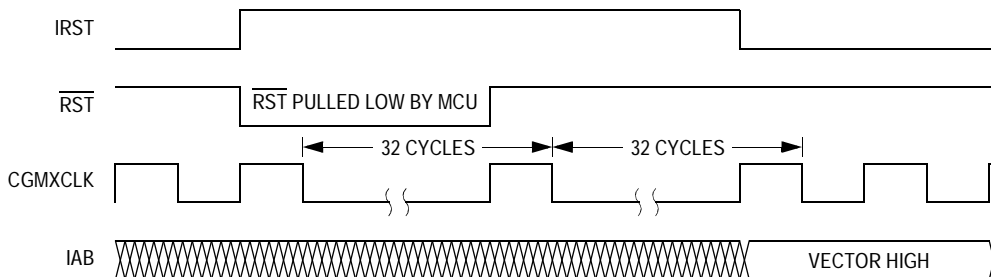 IRST
RST
RST PULLED LOW BY MCU
32 CYCLES
32 CYCLES
CGMXCLK
IAB
VECTOR HIGH